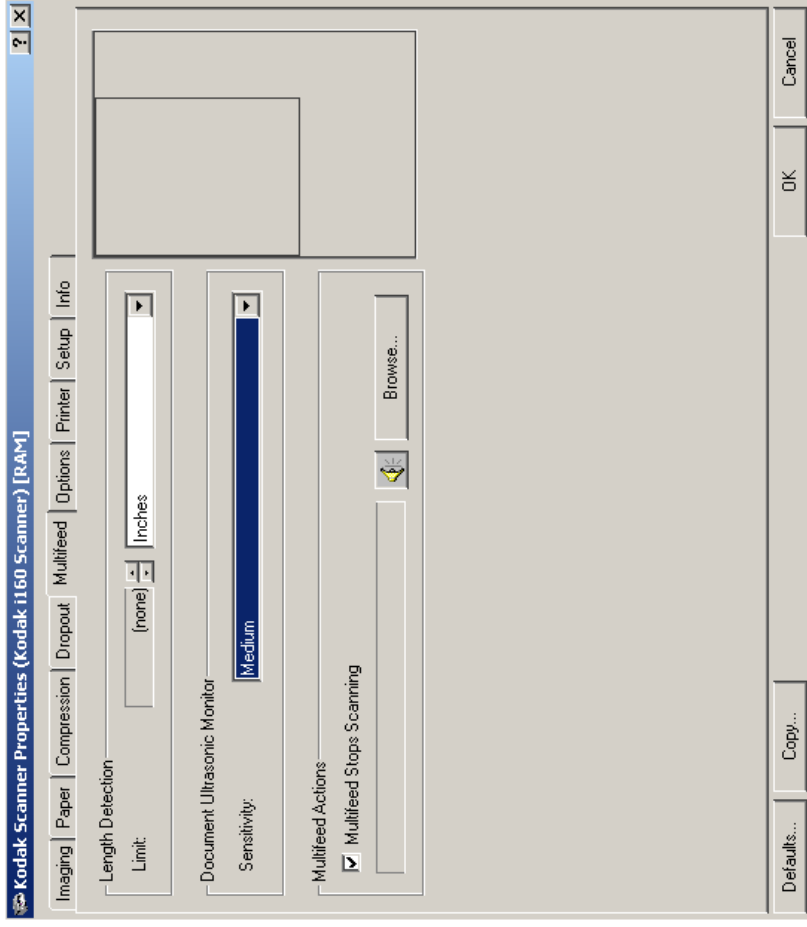 Kodak Scanner Properties (Kodak i160 Scanner) [RAM]
Imaging Paper Compression Dropout Multifeed Options Printer Setup Info
Length Detection
Limit: (none) Inches
Document Ultrasonic Monitor
Sensitivity: Medium
Multifeed Actions
Multifeed Stops Scanning
Browse...
Defaults... Copy... OK Cancel